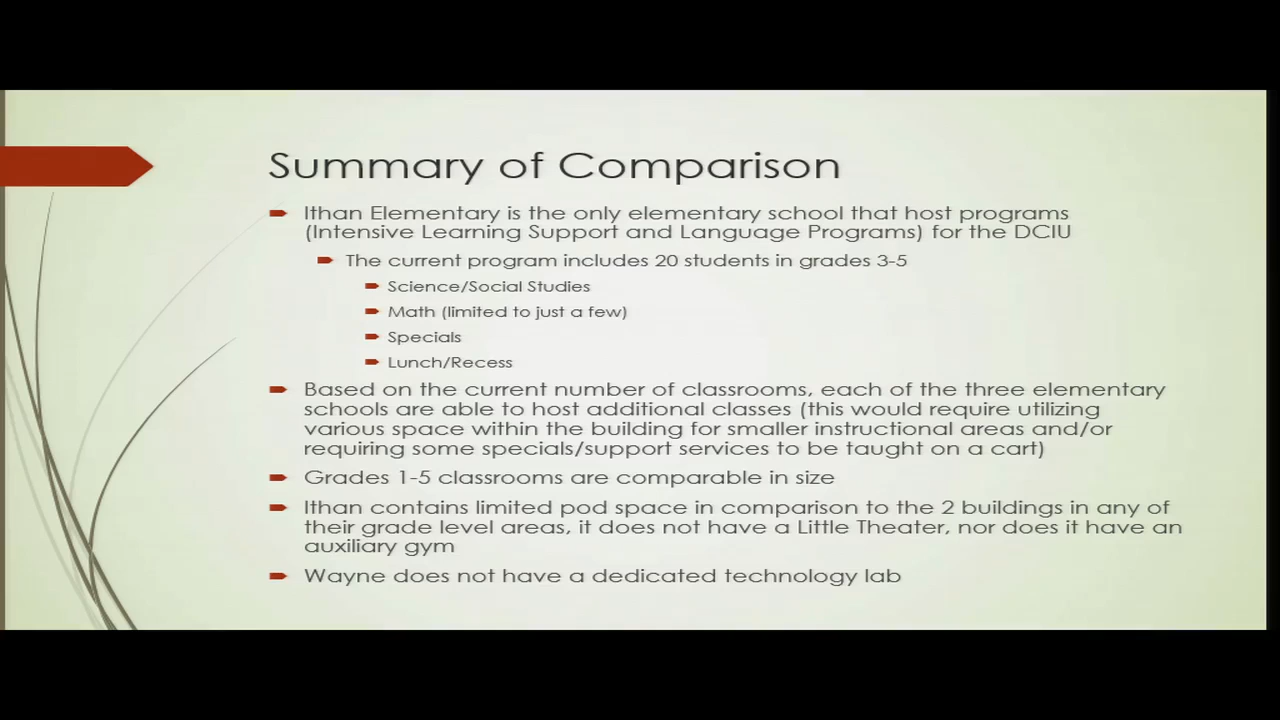 Summary of Comparison
Ithan Elementary is the only elementary school that host programs
(Intensive Learning Support and Language Programs) for the DCIU
The current program includes 20 students in grades 3-5
Science/Social Studies
Math (limited to just a few)
Specials
Lunch/Recess
Based on the current number of classrooms, each of the three elementary
schools are able to host additional classes (this would require utilizing
various space within the building for smaller instructional areas and/or
requiring some specials/support services to be taught on a cart)
Grades 1-5 classrooms are comparable in size
Ithan contains limited pod space in comparison to the 2 buildings in any of
their grade level areas, it does not have a Little Theater, nor does it have an
auxiliary gym
Wayne does not have a dedicated technology lab